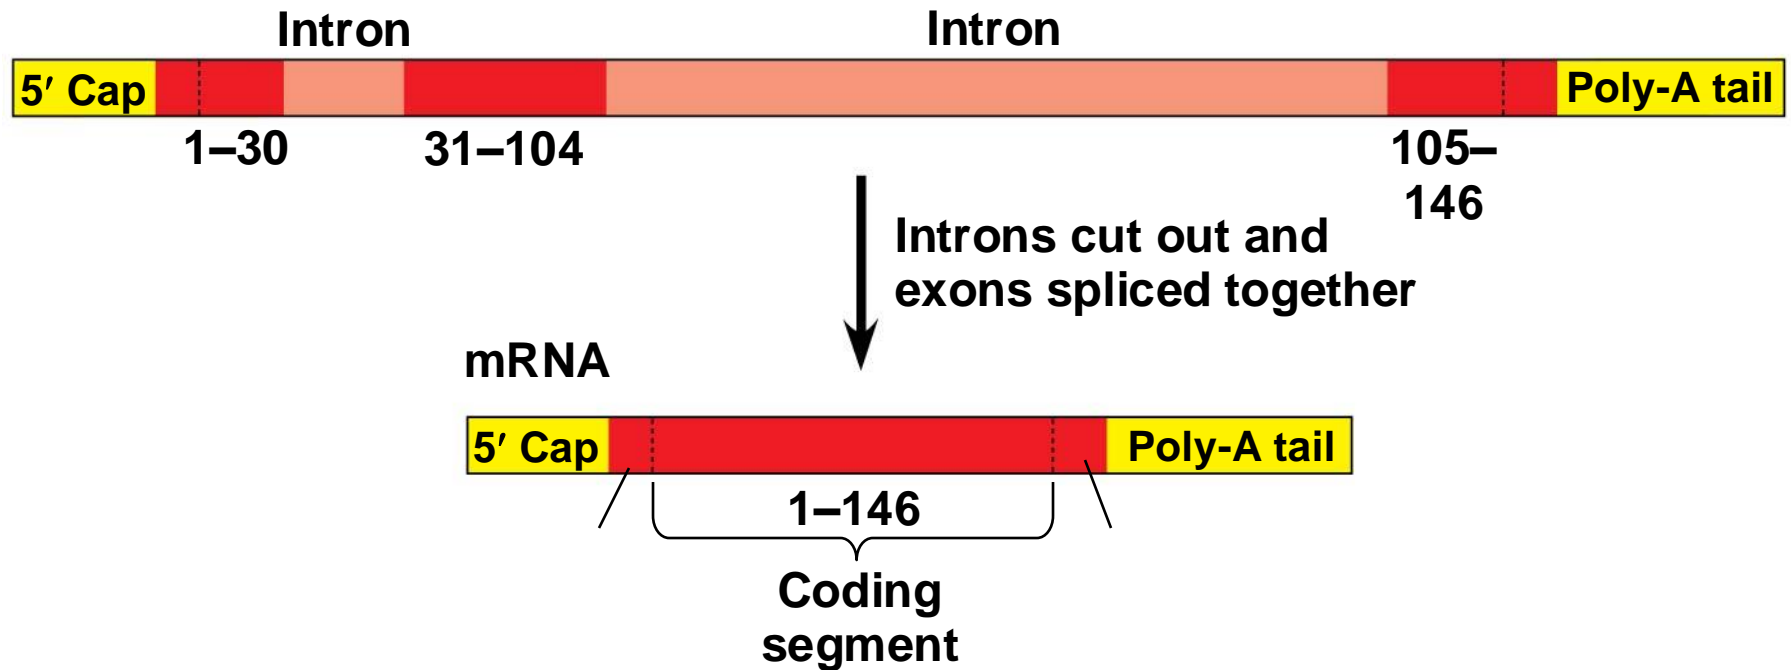 Intron
Intron
5′ Cap
Poly-A tail
1–30
31–104
105–
146
Introns cut out and
exons spliced together
mRNA
5′ Cap
Poly-A tail
1–146
Coding
segment